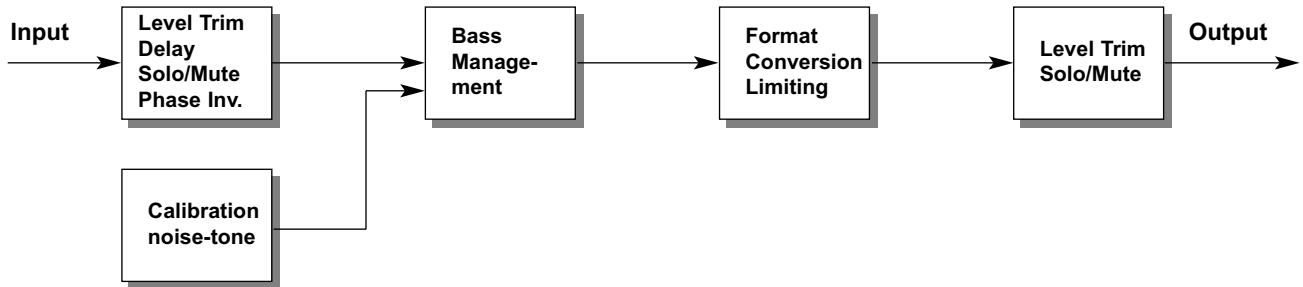 Input
Level Trim
Delay
Solo/Mute
Phase Inv.
Bass
Manage-
ment
Format
Conversion
Limiting
Level Trim
Solo/Mute
Output
Calibration
noise-tone